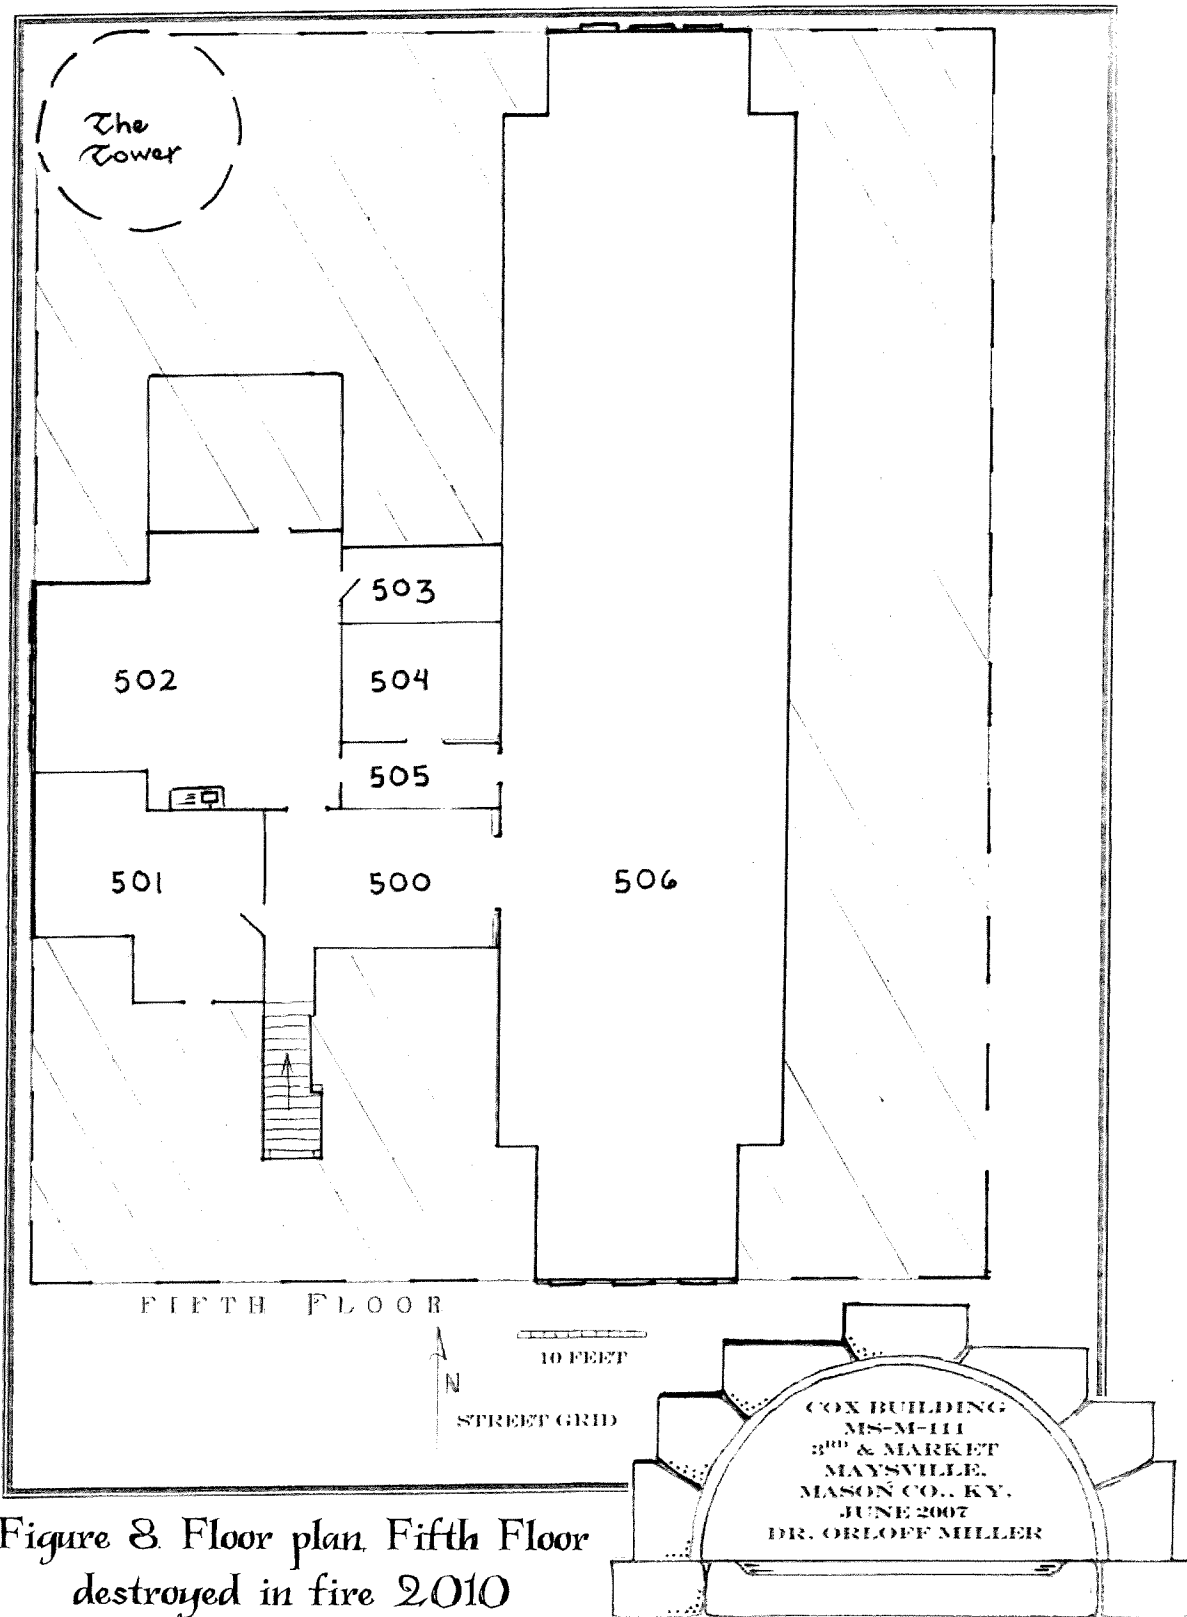 The
Tower
503
502
504
505
501
500
506
FIFTH FLOOR
10 FEET
N
STREET GRID
COX BUILDING
MS-M-111
3RD & MARKET
MAYSVILLE,
MASON CO., KY.
JUNE 2007
DR. ORLOFF MILLER
Figure 8. Floor plan, Fifth Floor
destroyed in fire 2010